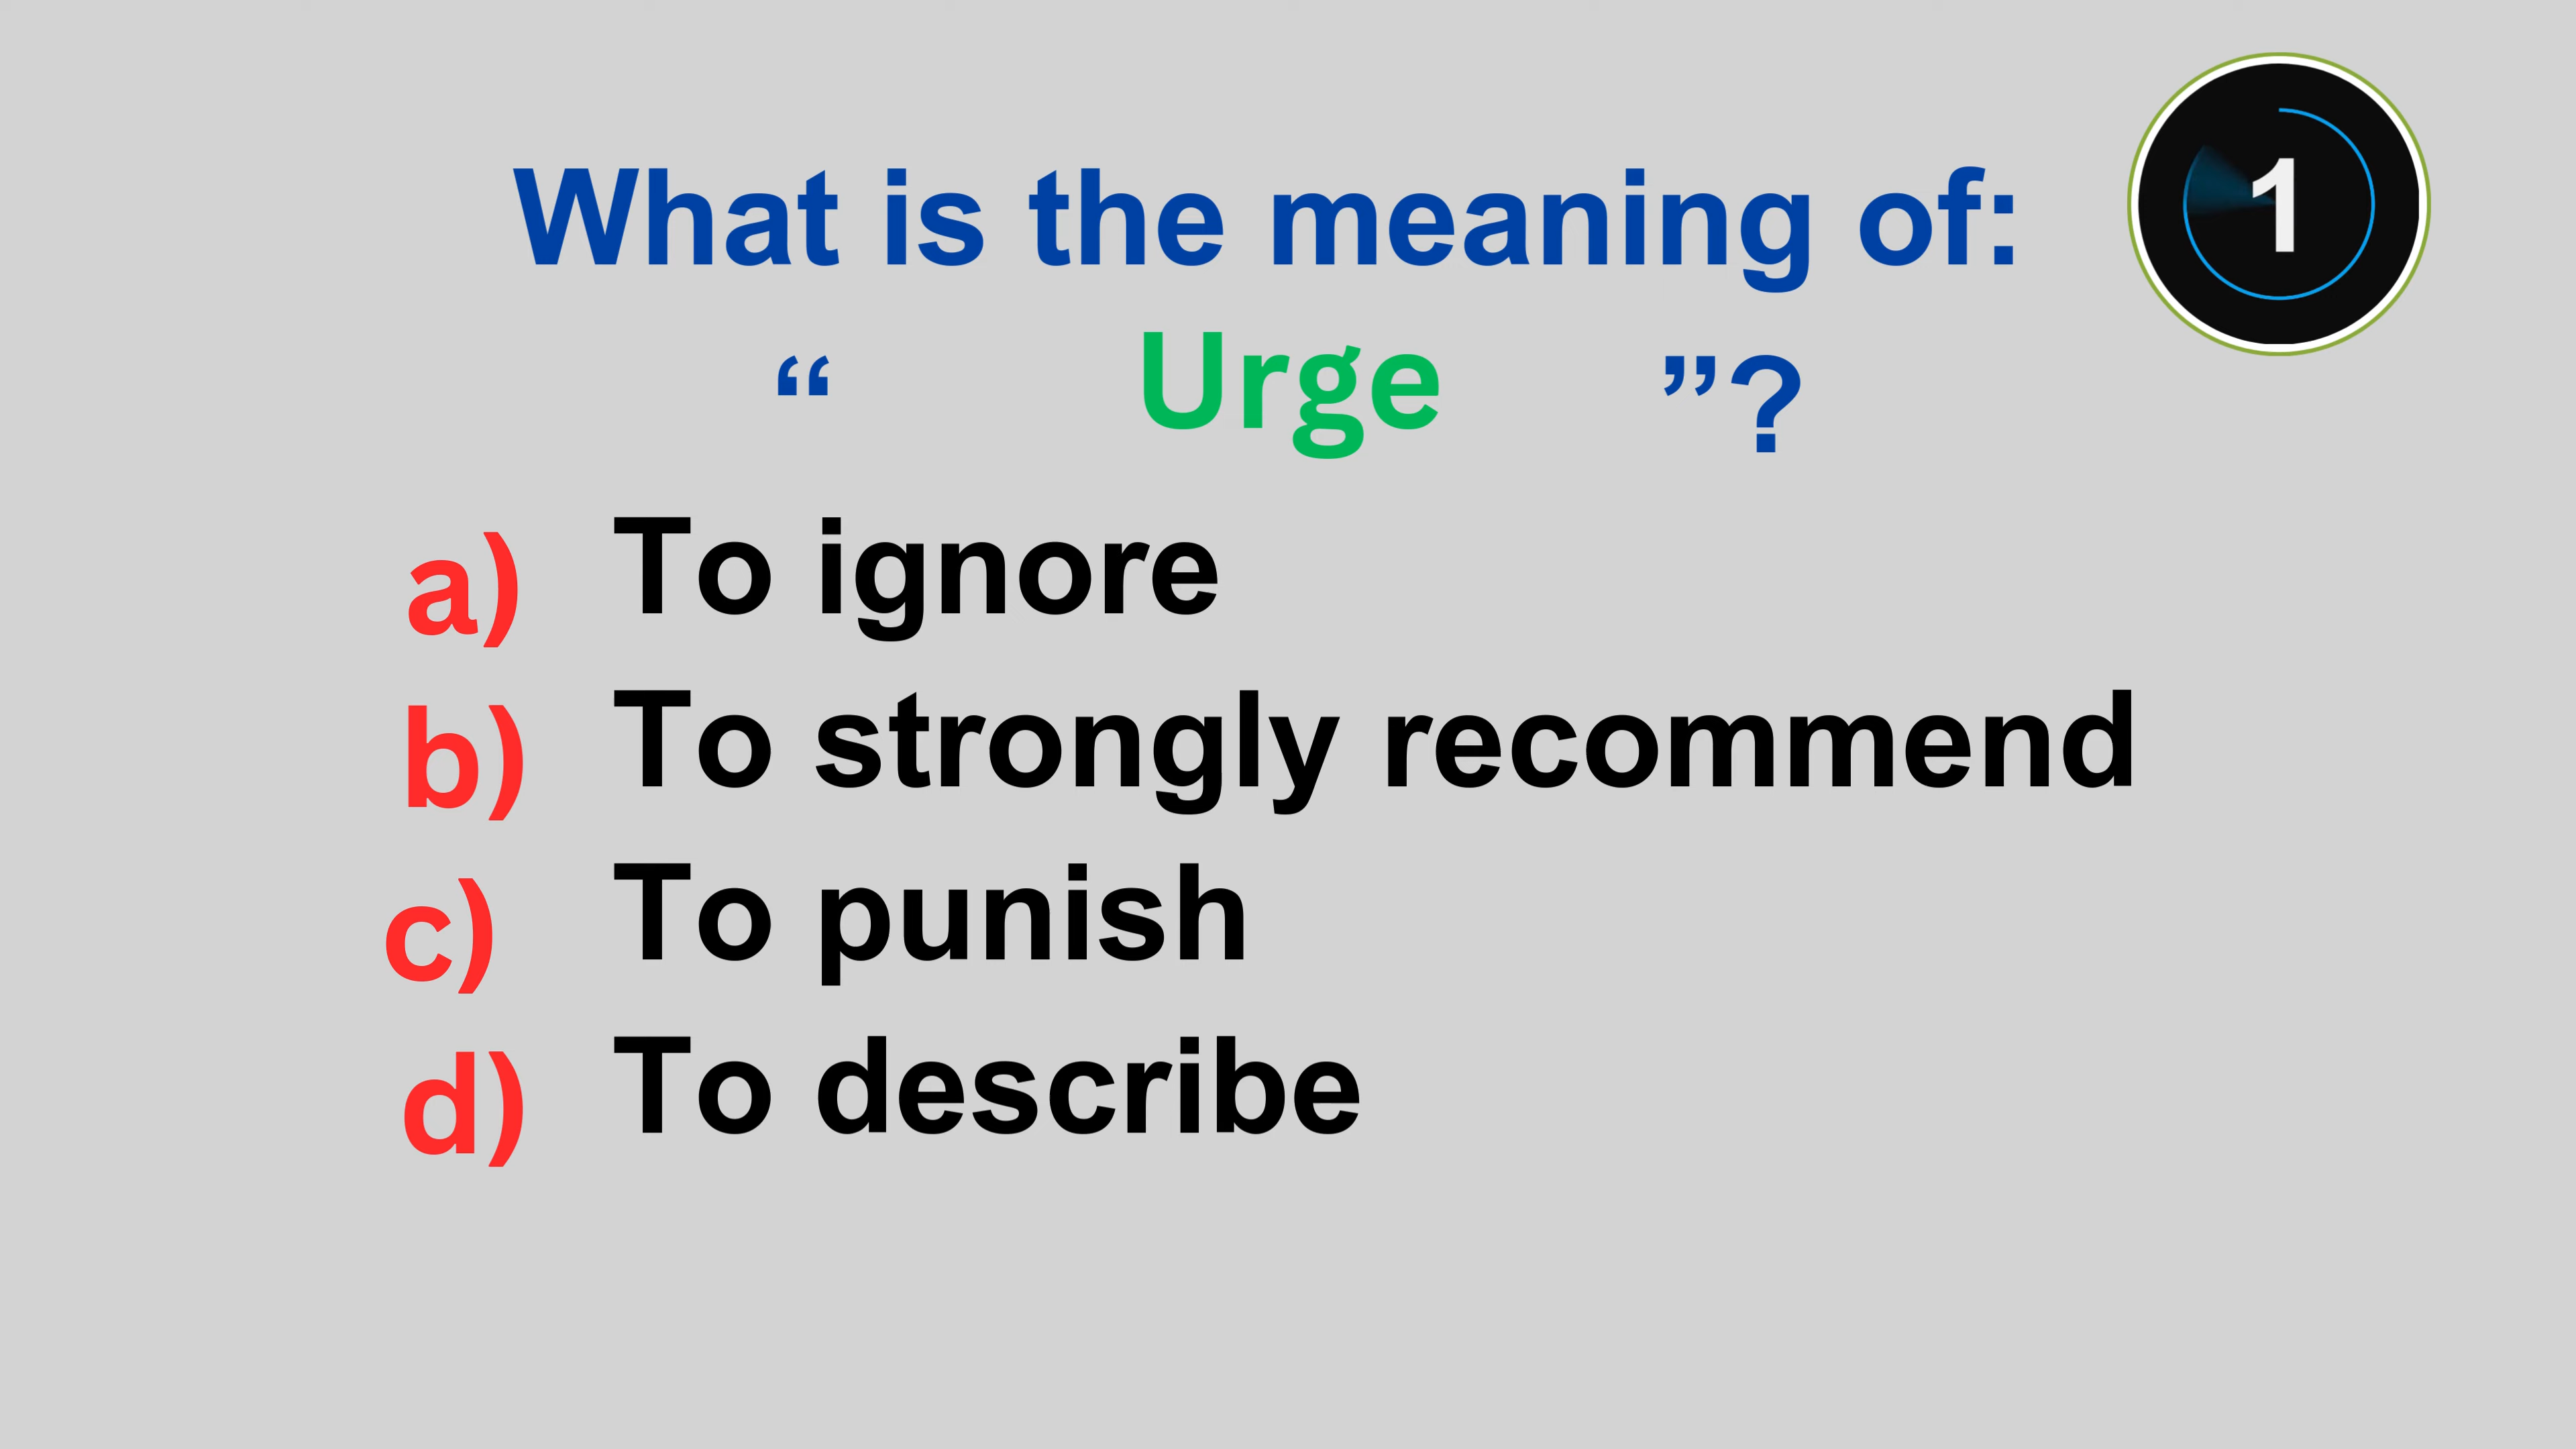 What is the meaning of:
“ Urge ”?
1
a) To ignore
b) To strongly recommend
c) To punish
d) To describe